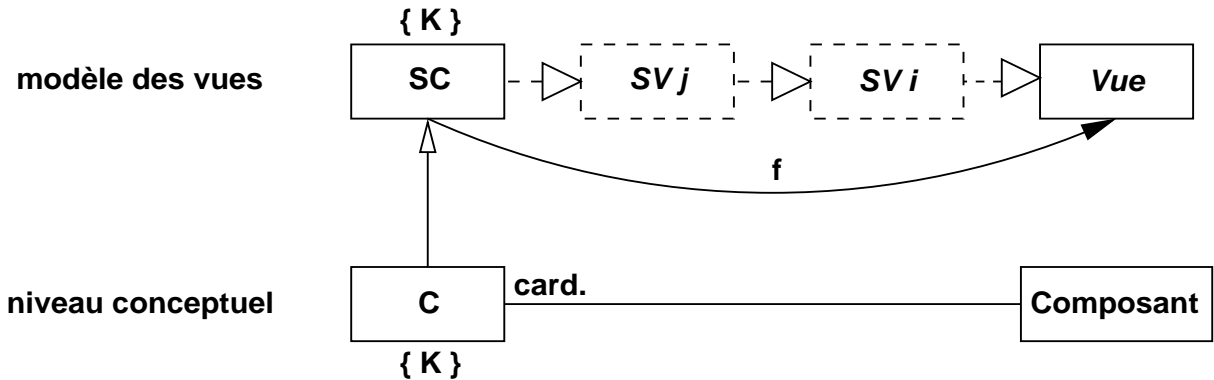 { K }
modèle des vues SC SV j SV i Vue
f
card.
niveau conceptuel C Composant
{ K }